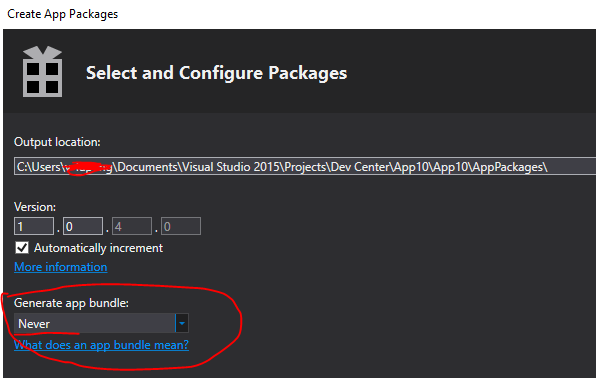 Create App Packages
Select and Configure Packages
Output location:
C:\Users\\Documents\Visual Studio 2015\Projects\Dev Center\App10\App10\AppPackages\
Version:
1 . 0 . 4 . 0
Automatically increment
More information
Generate app bundle:
Never
What does an app bundle mean?